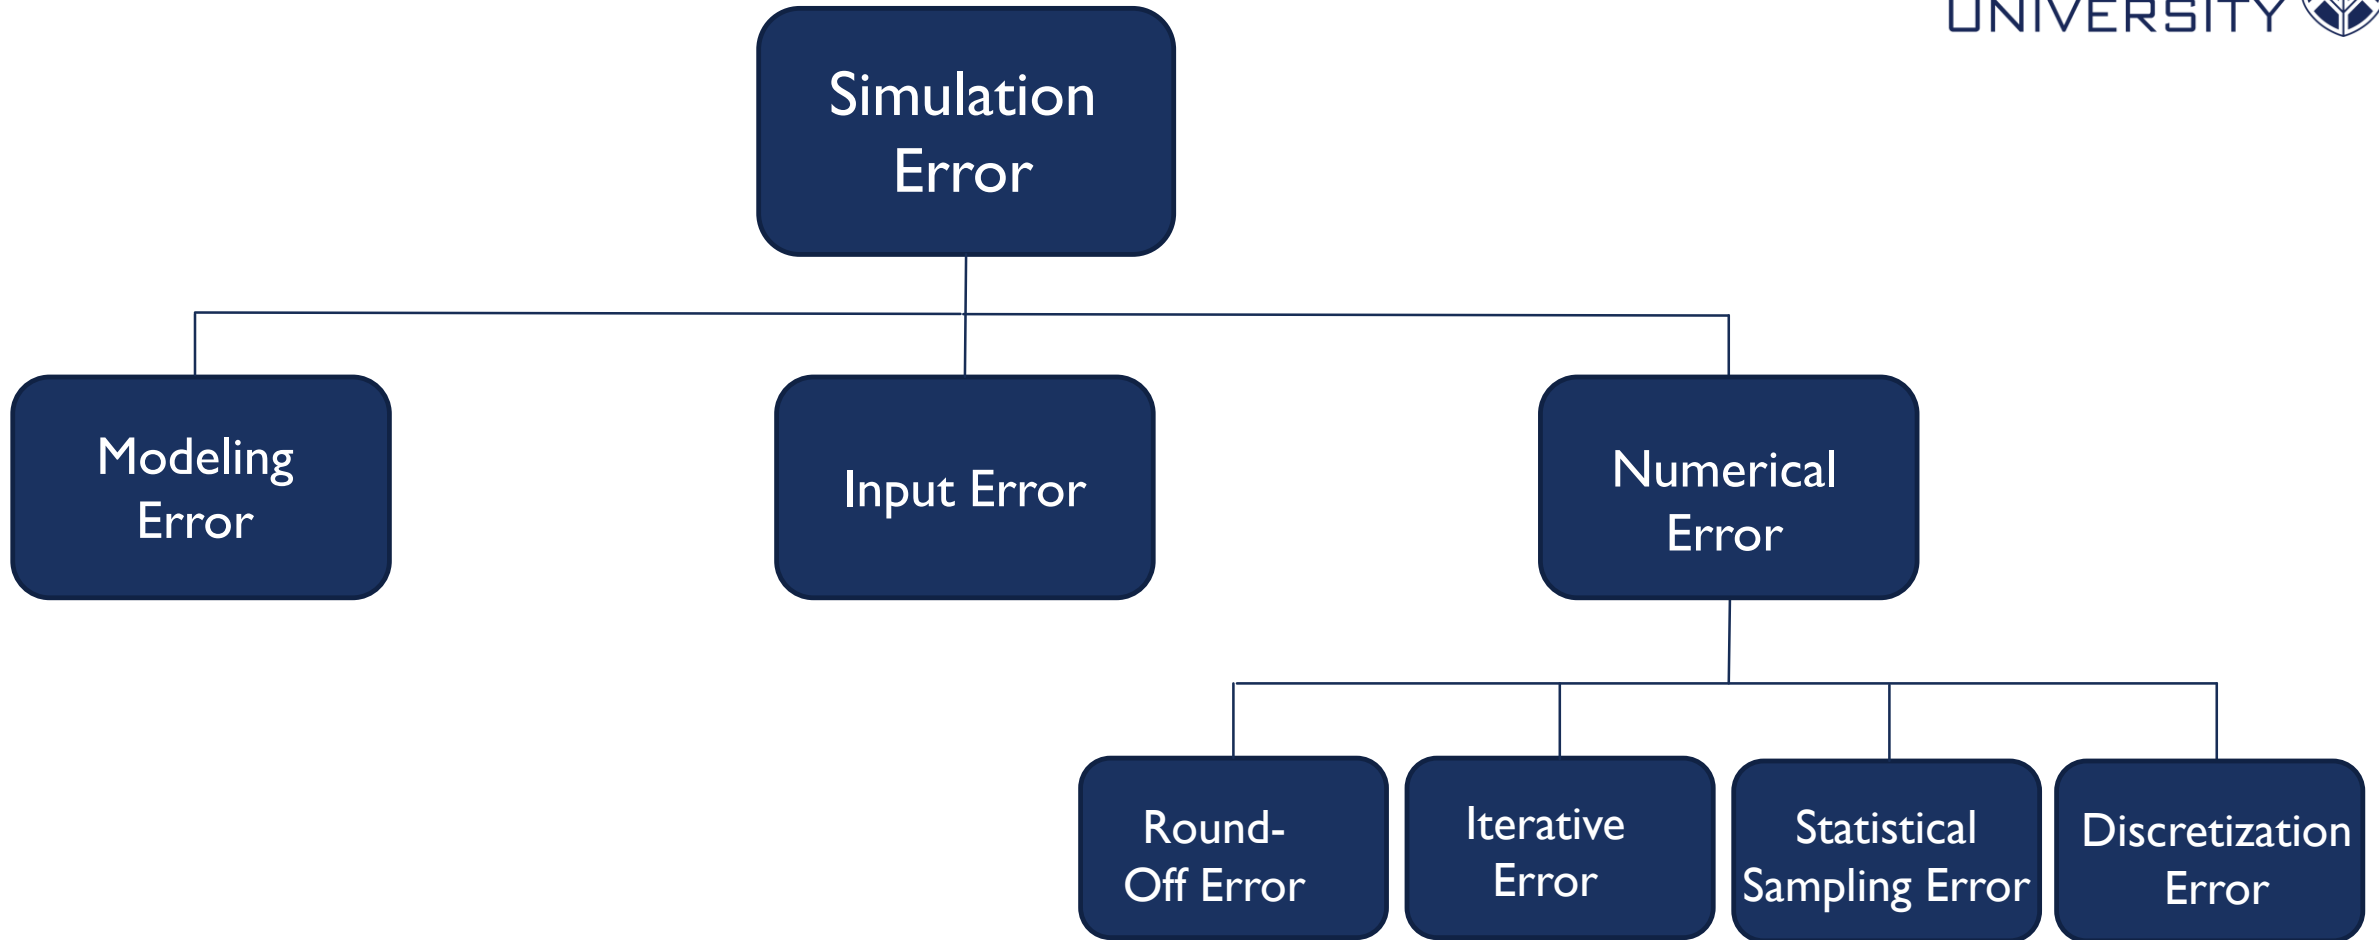 UNIVERSITY
Simulation
Error
Modeling
Error
Input Error
Numerical
Error
Round-
Off Error
Iterative
Error
Statistical
Sampling Error
Discretization
Error